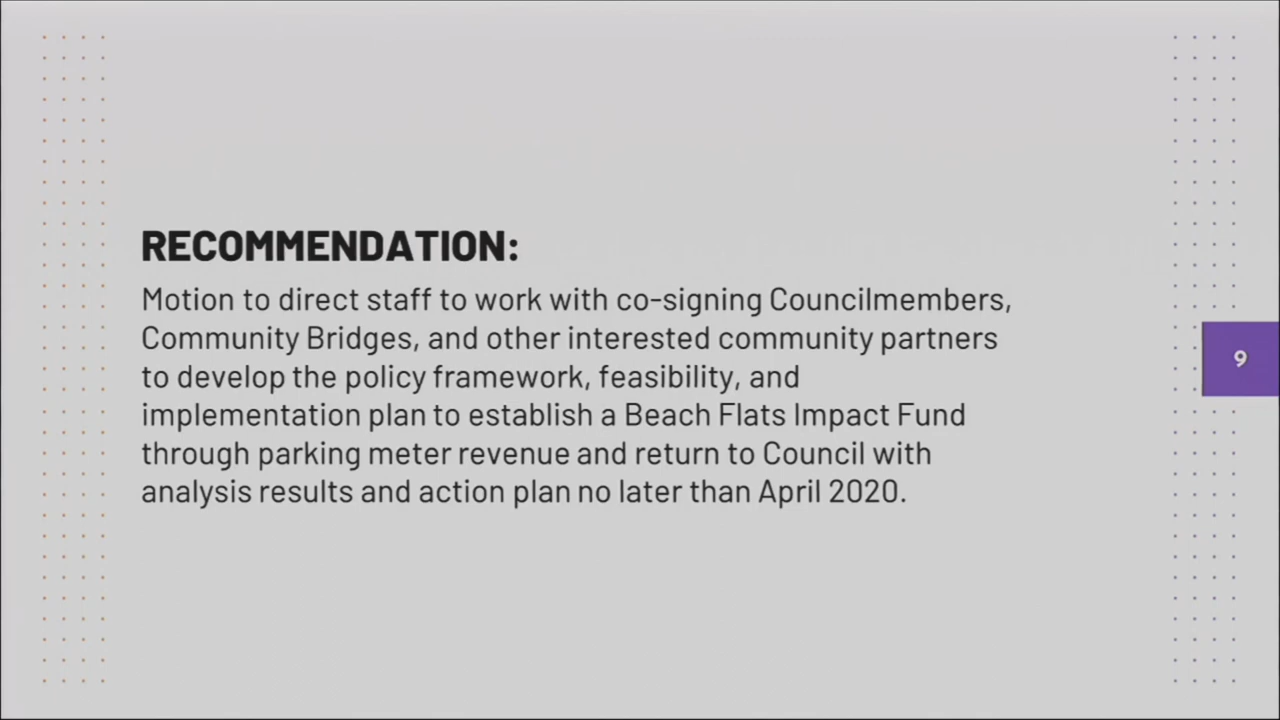 RECOMMENDATION:
Motion to direct staff to work with co-signing Councilmembers,
Community Bridges, and other interested community partners
to develop the policy framework, feasibility, and
implementation plan to establish a Beach Flats Impact Fund
through parking meter revenue and return to Council with
analysis results and action plan no later than April 2020.
9